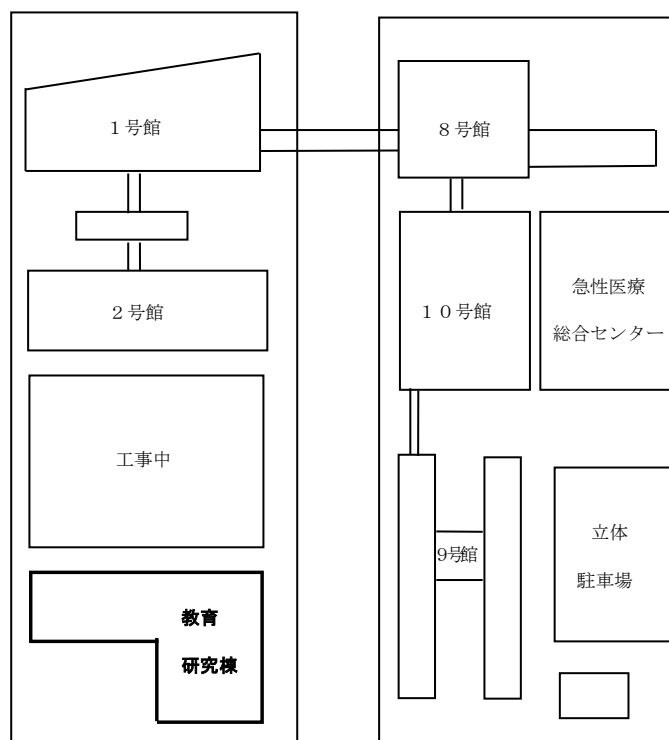 １号館
８号館
２号館
１０号館
急性医療
総合センター
工事中
9号館
立体
駐車場
教育
研究棟